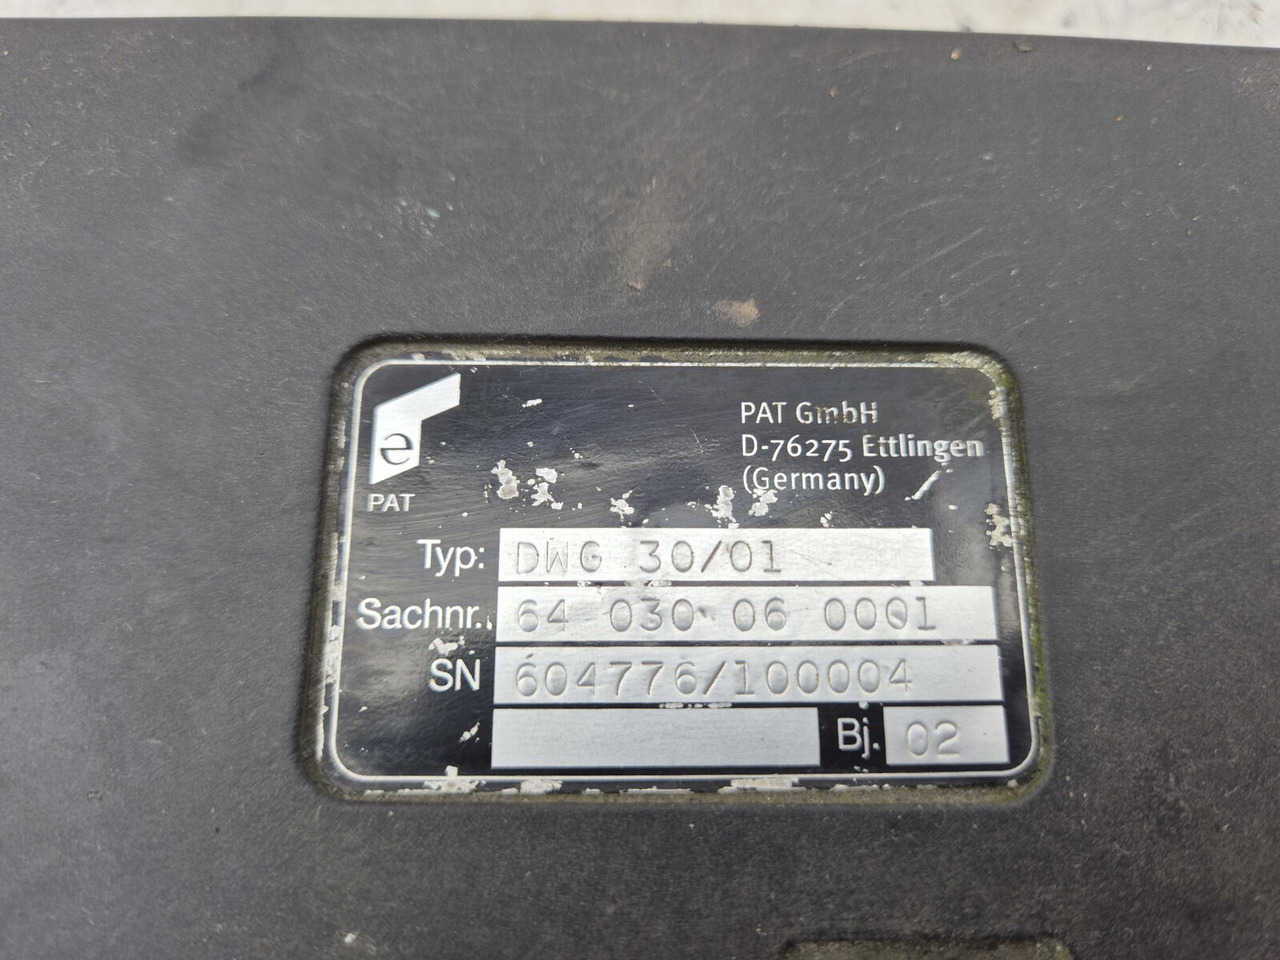 e
PAT
PAT GmbH
D-76275 Ettlingen
(Germany)
Typ: DWG 30/01
Sachnr.. 64 030 06 0001
SN 604776/100004
Bj. 02